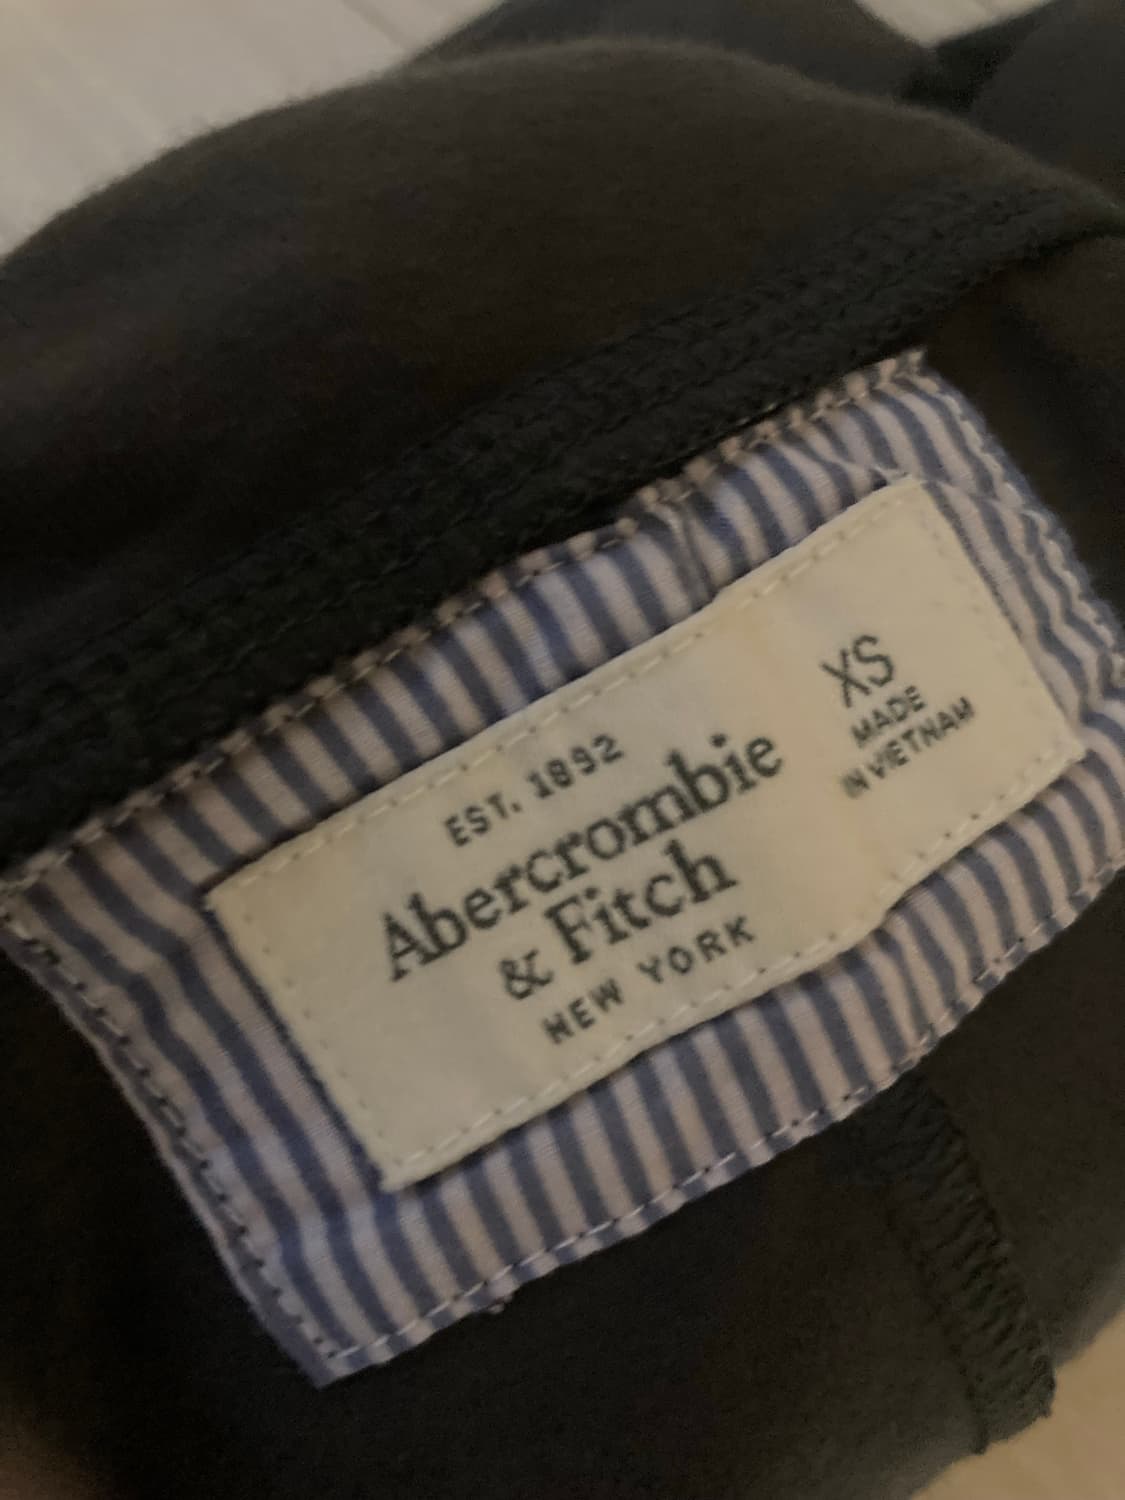 EST. 1892
Abercrombie
& Fitch
NEW YORK
XS
MADE
IN VIETNAM